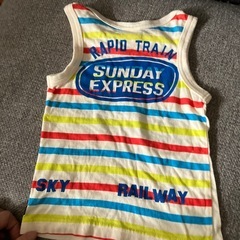 RAPID TRAIN
SUNDAY
EXPRESS
SKY RAILWAY